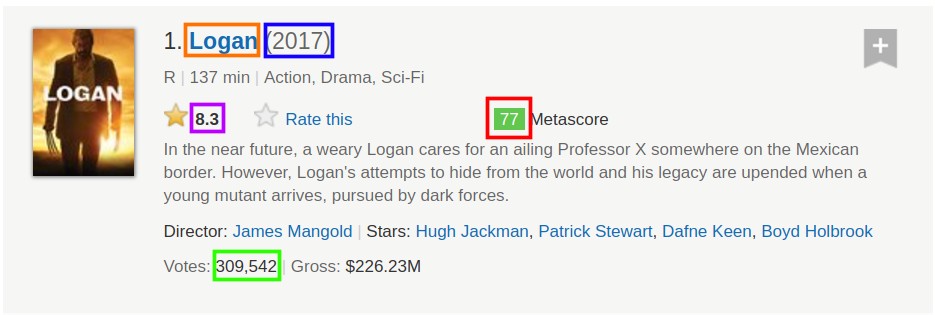 LOGAN
1. Logan (2017)
R | 137 min | Action, Drama, Sci-Fi
8.3 Rate this 77 Metascore
In the near future, a weary Logan cares for an ailing Professor X somewhere on the Mexican
border. However, Logan's attempts to hide from the world and his legacy are upended when a
young mutant arrives, pursued by dark forces.
Director: James Mangold | Stars: Hugh Jackman, Patrick Stewart, Dafne Keen, Boyd Holbrook
Votes: 309,542 | Gross: $226.23M